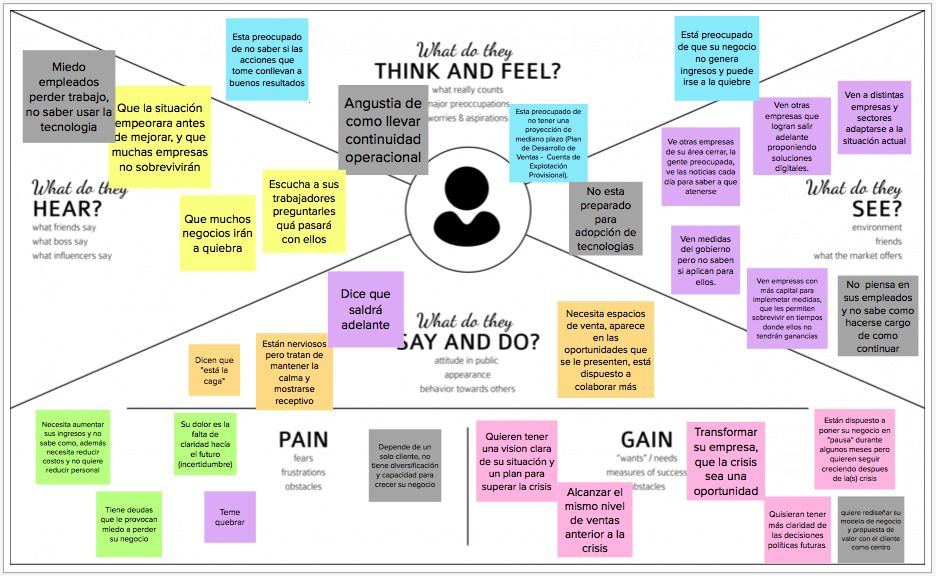 Miedo
empleados
perder trabajo,
no saber usar la
tecnologia
Que la situación
empeorara antes
de mejorar, y que
muchas empresas
no sobrevivirán
Esta preocupado
de no saber si las
acciones que
tome conllevan a
buenos resultados
What do they
THINK AND FEEL?
what really counts
major preoccupations
worries & aspirations
Angustia de
como llevar
continuidad
operacional
Esta preocupado de
no tener una
proyección de
mediano plazo (Plan
de Desarrollo de
Ventas - Cuenta de
Explotación
Provisional).
Está preocupado
de que su negocio
no genera
ingresos y puede
irse a la quiebre
Ven otras
empresas que
logran salir
adelante
proponiendo
soluciones
digitales.
Ven a distintas
empresas y
sectores
adaptarse a la
situación actual
Ve otras empresas
de su área cerrar, la
gente preocupada,
ve las noticias cada
día para saber a que
atenerse
What do they
HEAR?
what friends say
what boss say
what influencers say
Que muchos
negocios irán
a quiebra
Escucha a sus
trabajadores
preguntarles
quá pasará
con ellos
No esta
preparado
para
adopción de
tecnologias
What do they
SEE?
environment
friends
what the market offers
Ven medidas
del gobierno
pero no saben
si aplican para
ellos.
Ven empresas con
más capital para
implemetar medidas,
que les permiten
sobrevivir en tiempos
donde ellos no
tendrán ganancias
No piensa en
sus empleados
y no sabe como
hacerse cargo
de como
continuar
Dice que
saldrá
adelante
What do they
SAY AND DO?
attitude in public
appearance
behavior towards others
Dicen que
"está la
caga"
Están nerviosos
pero tratan de
mantener la
calma y
mostrarse
receptivo
Necesita espacios
de venta, aparece
en las
oportunidades que
se le presenten, está
dispuesto a
colaborar más
Necesita aumentar
sus ingresos y no
sabe como, además
necesita reducir
costos y no quiere
reducir personal
Su dolor es la
falta de
claridad hacía
el futuro
(incertidumbre)
PAIN
fears
frustrations
obstacles
Depende de un
solo cliente, no
tiene diversificación
y capacidad para
crecer su negocio
Tiene deudas
que le provocan
miedo a perder
su negocio
Teme
quebrar
Quieren tener
una vision clara
de su situación y
un plan para
superar la crisis
GAIN
"wants" / needs
measures of success
obstacles
Alcanzar el
mismo nivel
de ventas
anterior a la
crisis
Transformar
su empresa,
que la crisis
sea una
oportunidad
Están dispuesto a
poner su negocio en
"pausa" durante
algunos meses pero
quieren seguir
creciendo despues
de la(s) crisis
Quisieran tener
más claridad de
las decisiones
políticas futuras.
quiere rediseñar su
modelo de negocio
y propuesta de
valor con el cliente
como centro